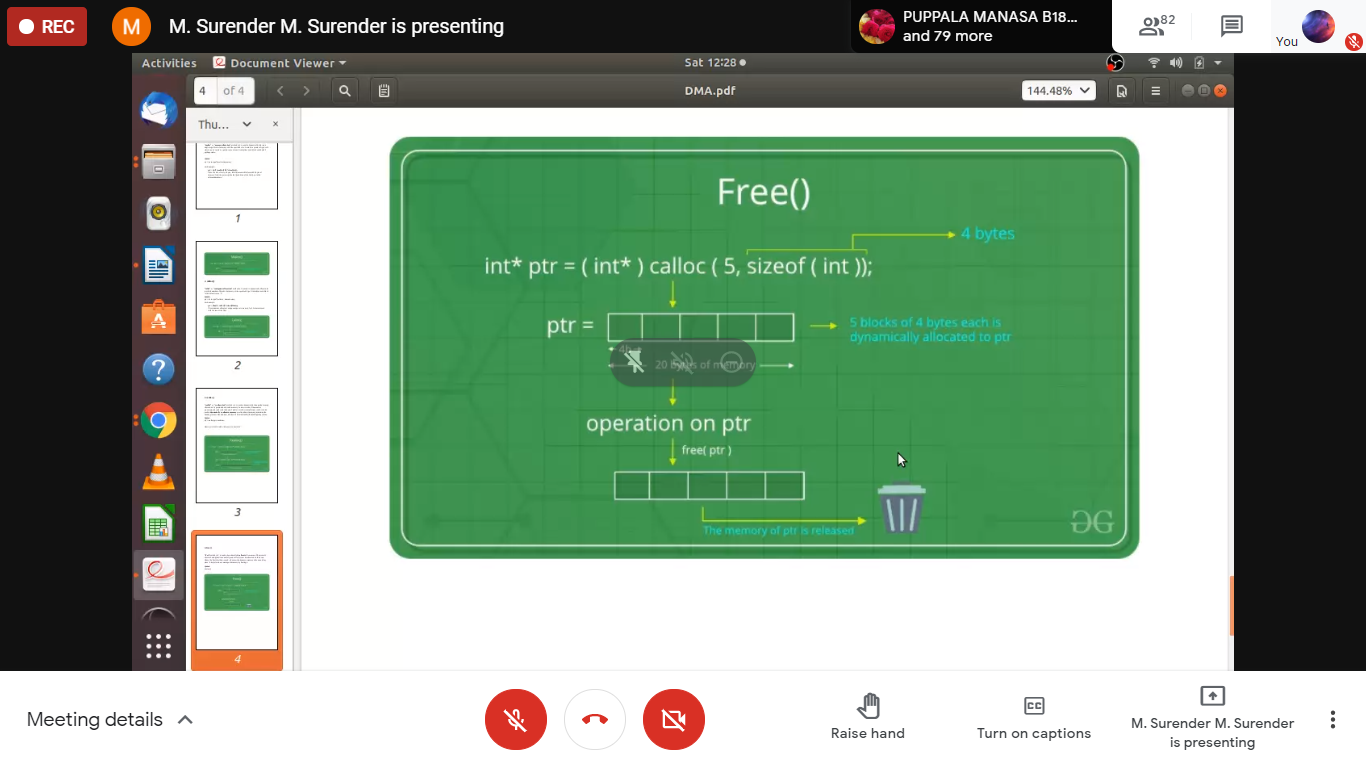 REC
M
M. Surender M. Surender is presenting
PUPPALA MANASA B18...
and 79 more
82
You
Activities
Document Viewer
Sat 12:28
4 of 4
DMA.pdf
144.48%
Thu...
1
2
3
4
Free()
4 bytes
int* ptr = ( int* ) calloc ( 5, sizeof ( int ));
ptr =
5 blocks of 4 bytes each is
dynamically allocated to ptr
20 bytes of memory
operation on ptr
free( ptr )
The memory of ptr is released
GG
Meeting details
Raise hand
CC
Turn on captions
M. Surender M. Surender
is presenting